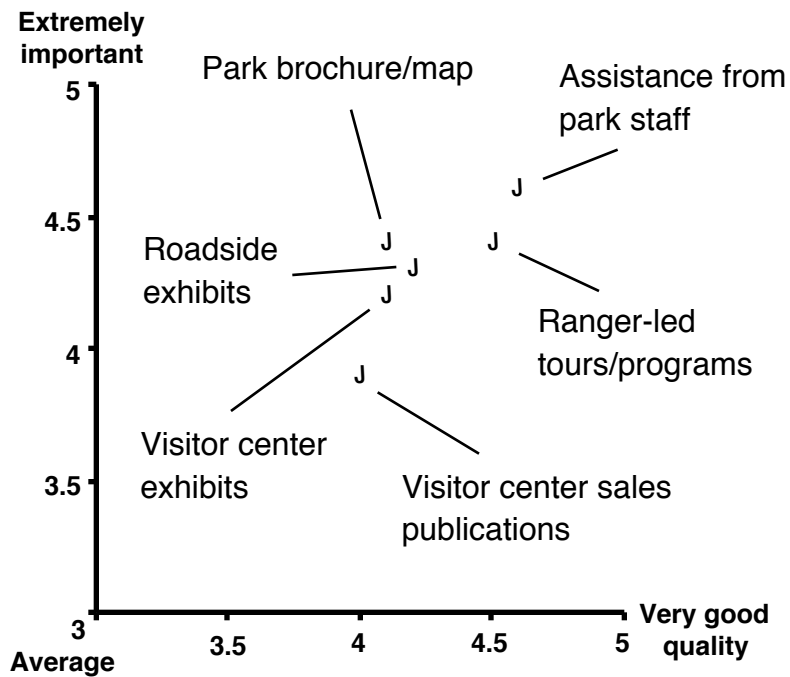 Extremely
important
Park brochure/map
Assistance from
park staff
5
J
4.5
J
J
Roadside
exhibits
J
J
Ranger-led
tours/programs
4
J
Visitor center
exhibits
3.5
Visitor center sales
publications
3
Average
3.5
4
4.5
5
Very good
quality